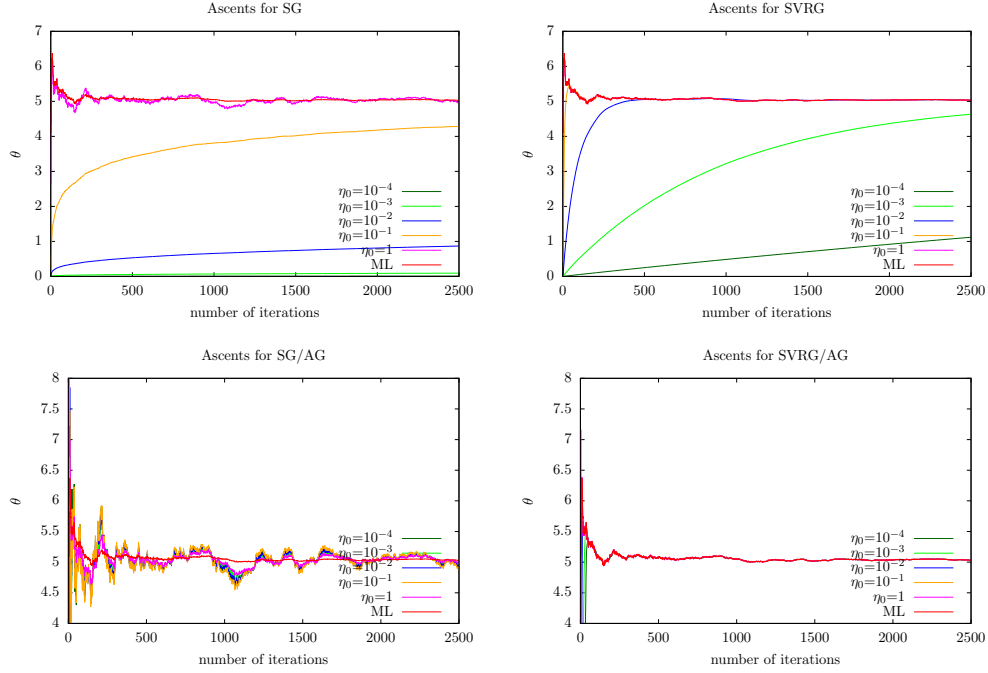 Ascents for SG
7
6
5
4
3
2
1
0
θ
η₀=10⁻⁴
η₀=10⁻³
η₀=10⁻²
η₀=10⁻¹
η₀=1
ML
0 500 1000 1500 2000 2500
number of iterations
Ascents for SVRG
7
6
5
4
3
2
1
0
θ
η₀=10⁻⁴
η₀=10⁻³
η₀=10⁻²
η₀=10⁻¹
η₀=1
ML
0 500 1000 1500 2000 2500
number of iterations
Ascents for SG/AG
8
7.5
7
6.5
6
5.5
5
4.5
4
θ
η₀=10⁻⁴
η₀=10⁻³
η₀=10⁻²
η₀=10⁻¹
η₀=1
ML
0 500 1000 1500 2000 2500
number of iterations
Ascents for SVRG/AG
8
7.5
7
6.5
6
5.5
5
4.5
4
θ
η₀=10⁻⁴
η₀=10⁻³
η₀=10⁻²
η₀=10⁻¹
η₀=1
ML
0 500 1000 1500 2000 2500
number of iterations